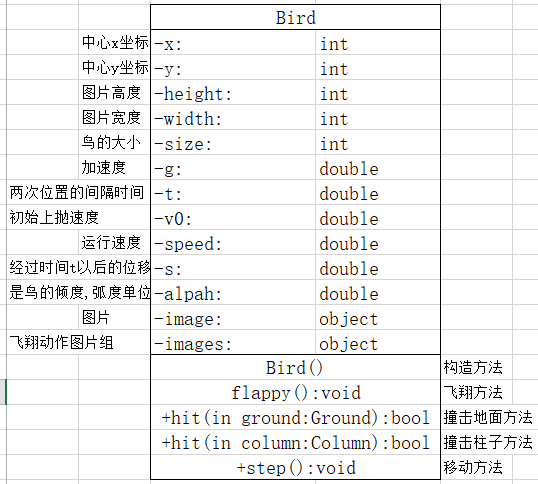 Bird
中心x坐标 -x: int
中心y坐标 -y: int
图片高度 -height: int
图片宽度 -width: int
鸟的大小 -size: int
加速度 -g: double
两次位置的间隔时间 -t: double
初始上抛速度 -v0: double
运行速度 -speed: double
经过时间t以后的位移 -s: double
是鸟的倾度,弧度单位 -alpah: double
图片 -image: object
飞翔动作图片组 -images: object
Bird() 构造方法
flappy():void 飞翔方法
+hit(in ground:Ground):bool 撞击地面方法
+hit(in column:Column):bool 撞击柱子方法
+step():void 移动方法